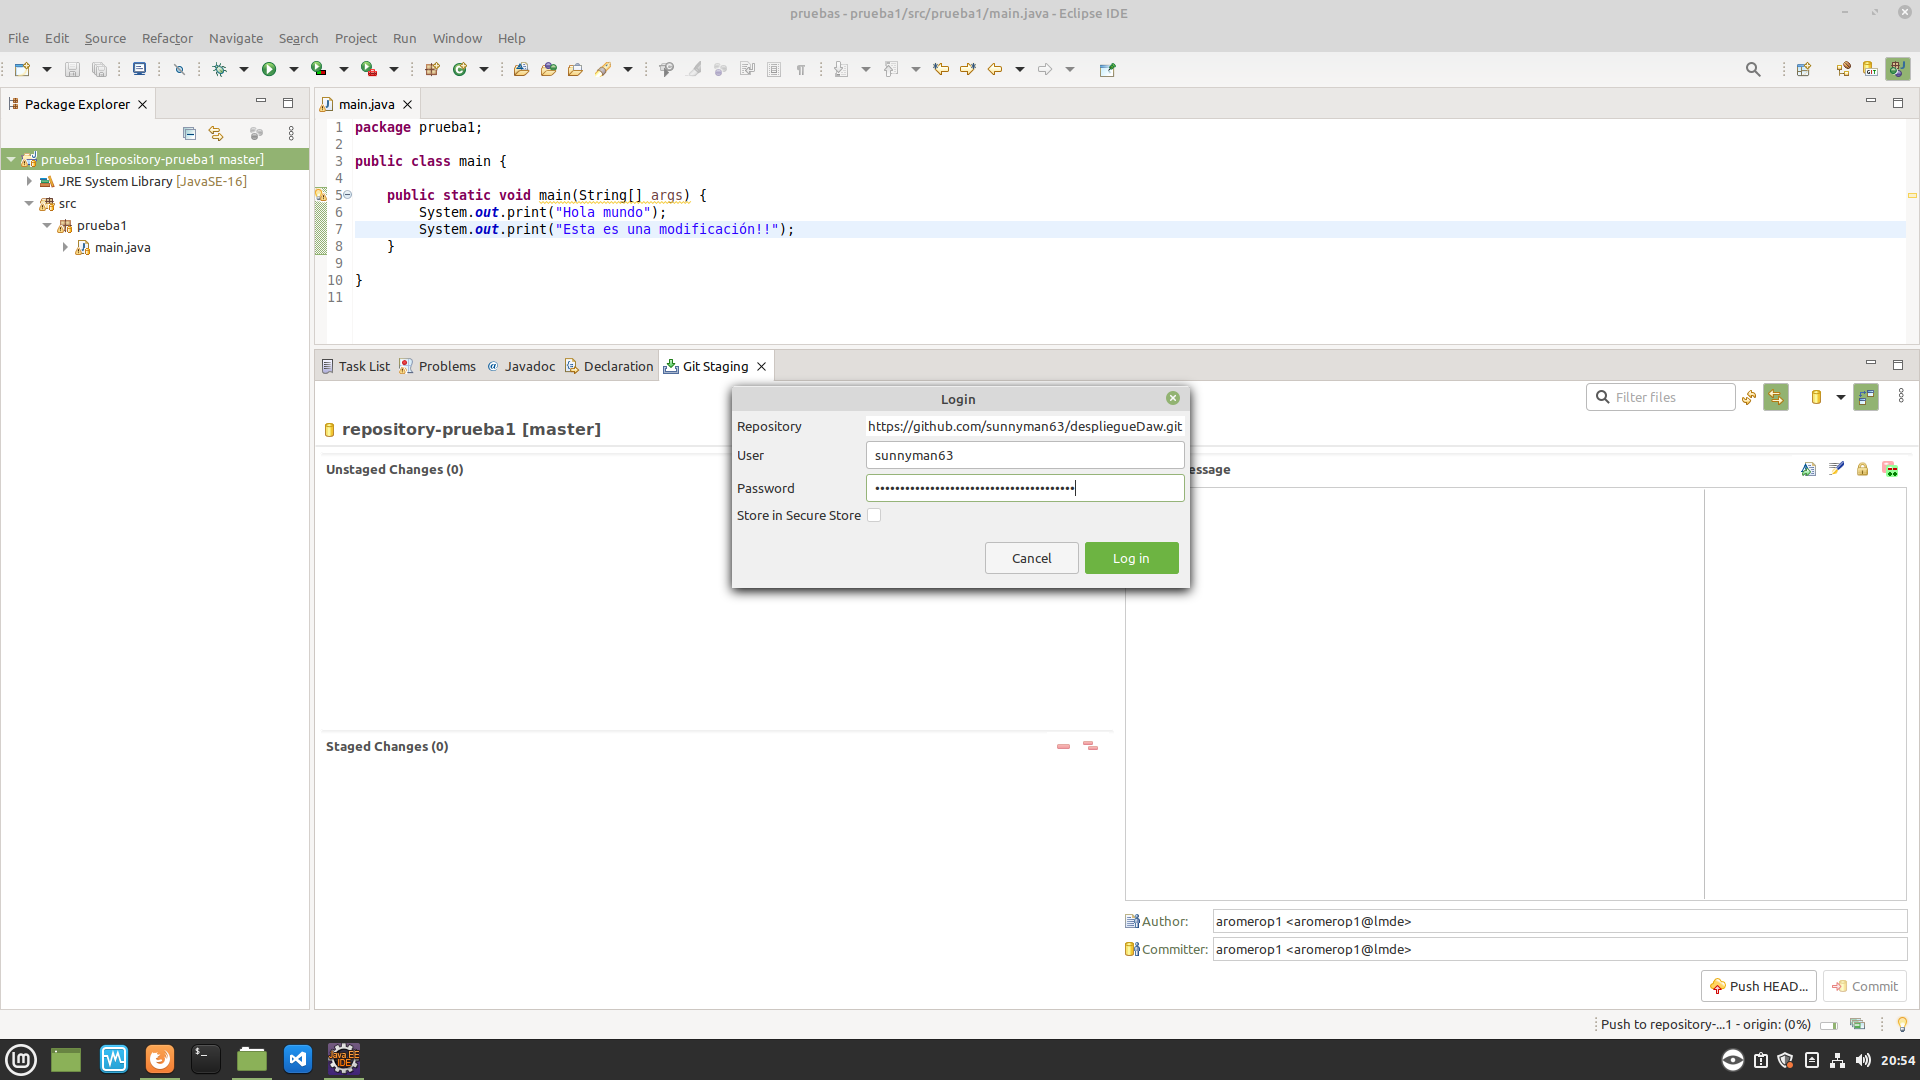 pruebas - prueba1/src/prueba1/main.java - Eclipse IDE
File Edit Source Refactor Navigate Search Project Run Window Help
Package Explorer
main.java
prueba1 [repository-prueba1 master]
JRE System Library [JavaSE-16]
src
prueba1
main.java
1 package prueba1;
2
3 public class main {
4
5 public static void main(String[] args) {
6 System.out.print("Hola mundo");
7 System.out.print("Esta es una modificación!!");
8 }
9
10 }
11
Task List Problems @ Javadoc Declaration Git Staging
Filter files
repository-prueba1 [master]
Unstaged Changes (0)
essage
Login
Repository https://github.com/sunnyman63/despliegueDaw.git
User sunnyman63
Password ••••••••••••••••••••••••••••••••••••••••
Store in Secure Store
Cancel Log in
Staged Changes (0)
Author: aromerop1 <aromerop1@lmde>
Committer: aromerop1 <aromerop1@lmde>
Push HEAD... Commit
Push to repository-...1 - origin: (0%)
Java EE
IDE
20:54